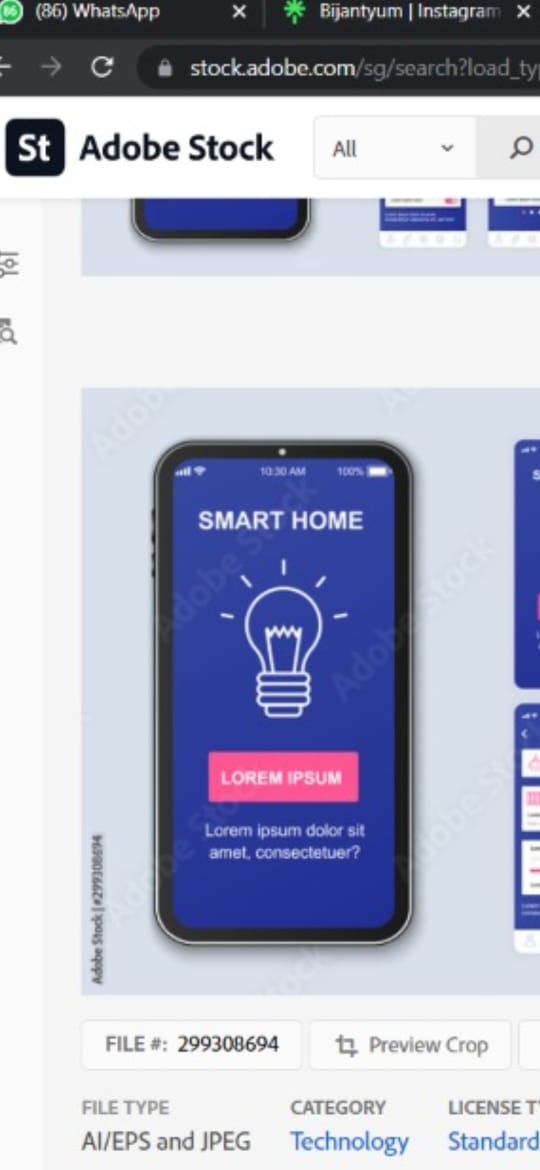 (86) WhatsApp
Bijantyum | Instagram
stock.adobe.com/sg/search?load_typ
St Adobe Stock
All
10:30 AM 100%
SMART HOME
LOREM IPSUM
Lorem ipsum dolor sit
amet, consectetuer?
Adobe Stock | #299308694
Adobe Stock
FILE #: 299308694
Preview Crop
FILE TYPE CATEGORY LICENSE T
AI/EPS and JPEG Technology Standard